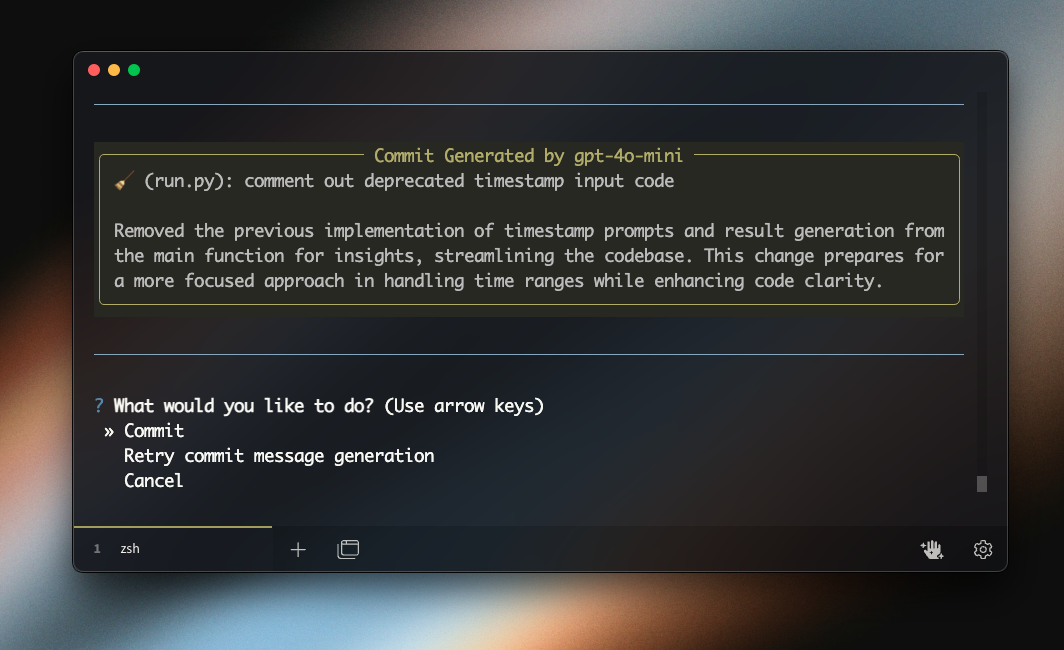 Commit Generated by gpt-4o-mini
🧹 (run.py): comment out deprecated timestamp input code
Removed the previous implementation of timestamp prompts and result generation from
the main function for insights, streamlining the codebase. This change prepares for
a more focused approach in handling time ranges while enhancing code clarity.
? What would you like to do? (Use arrow keys)
» Commit
Retry commit message generation
Cancel
1 zsh